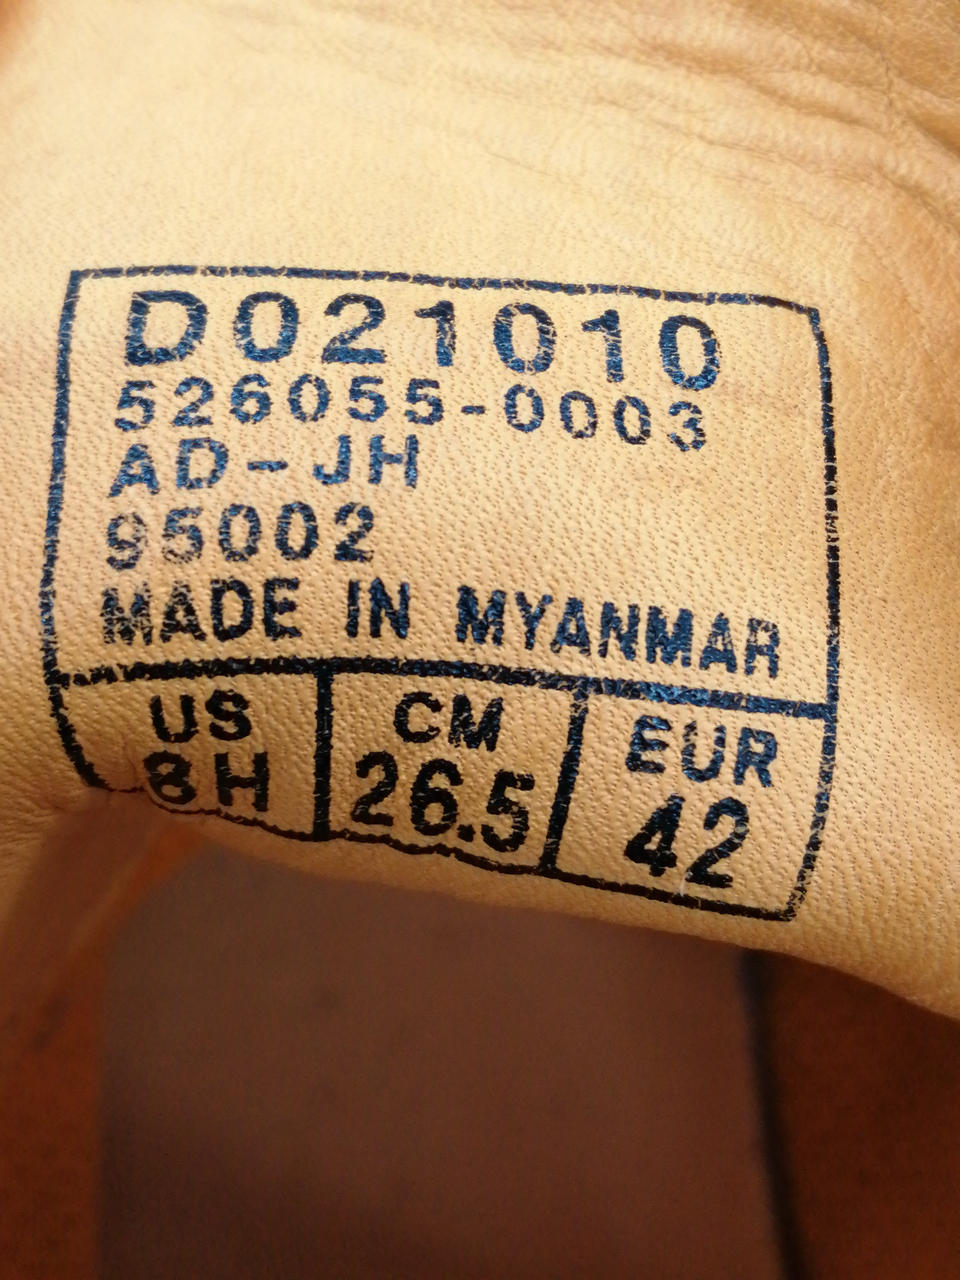 D021010
526055-0003
AD-JH
95002
MADE IN MYANMAR
US CM EUR
8H 26.5 42